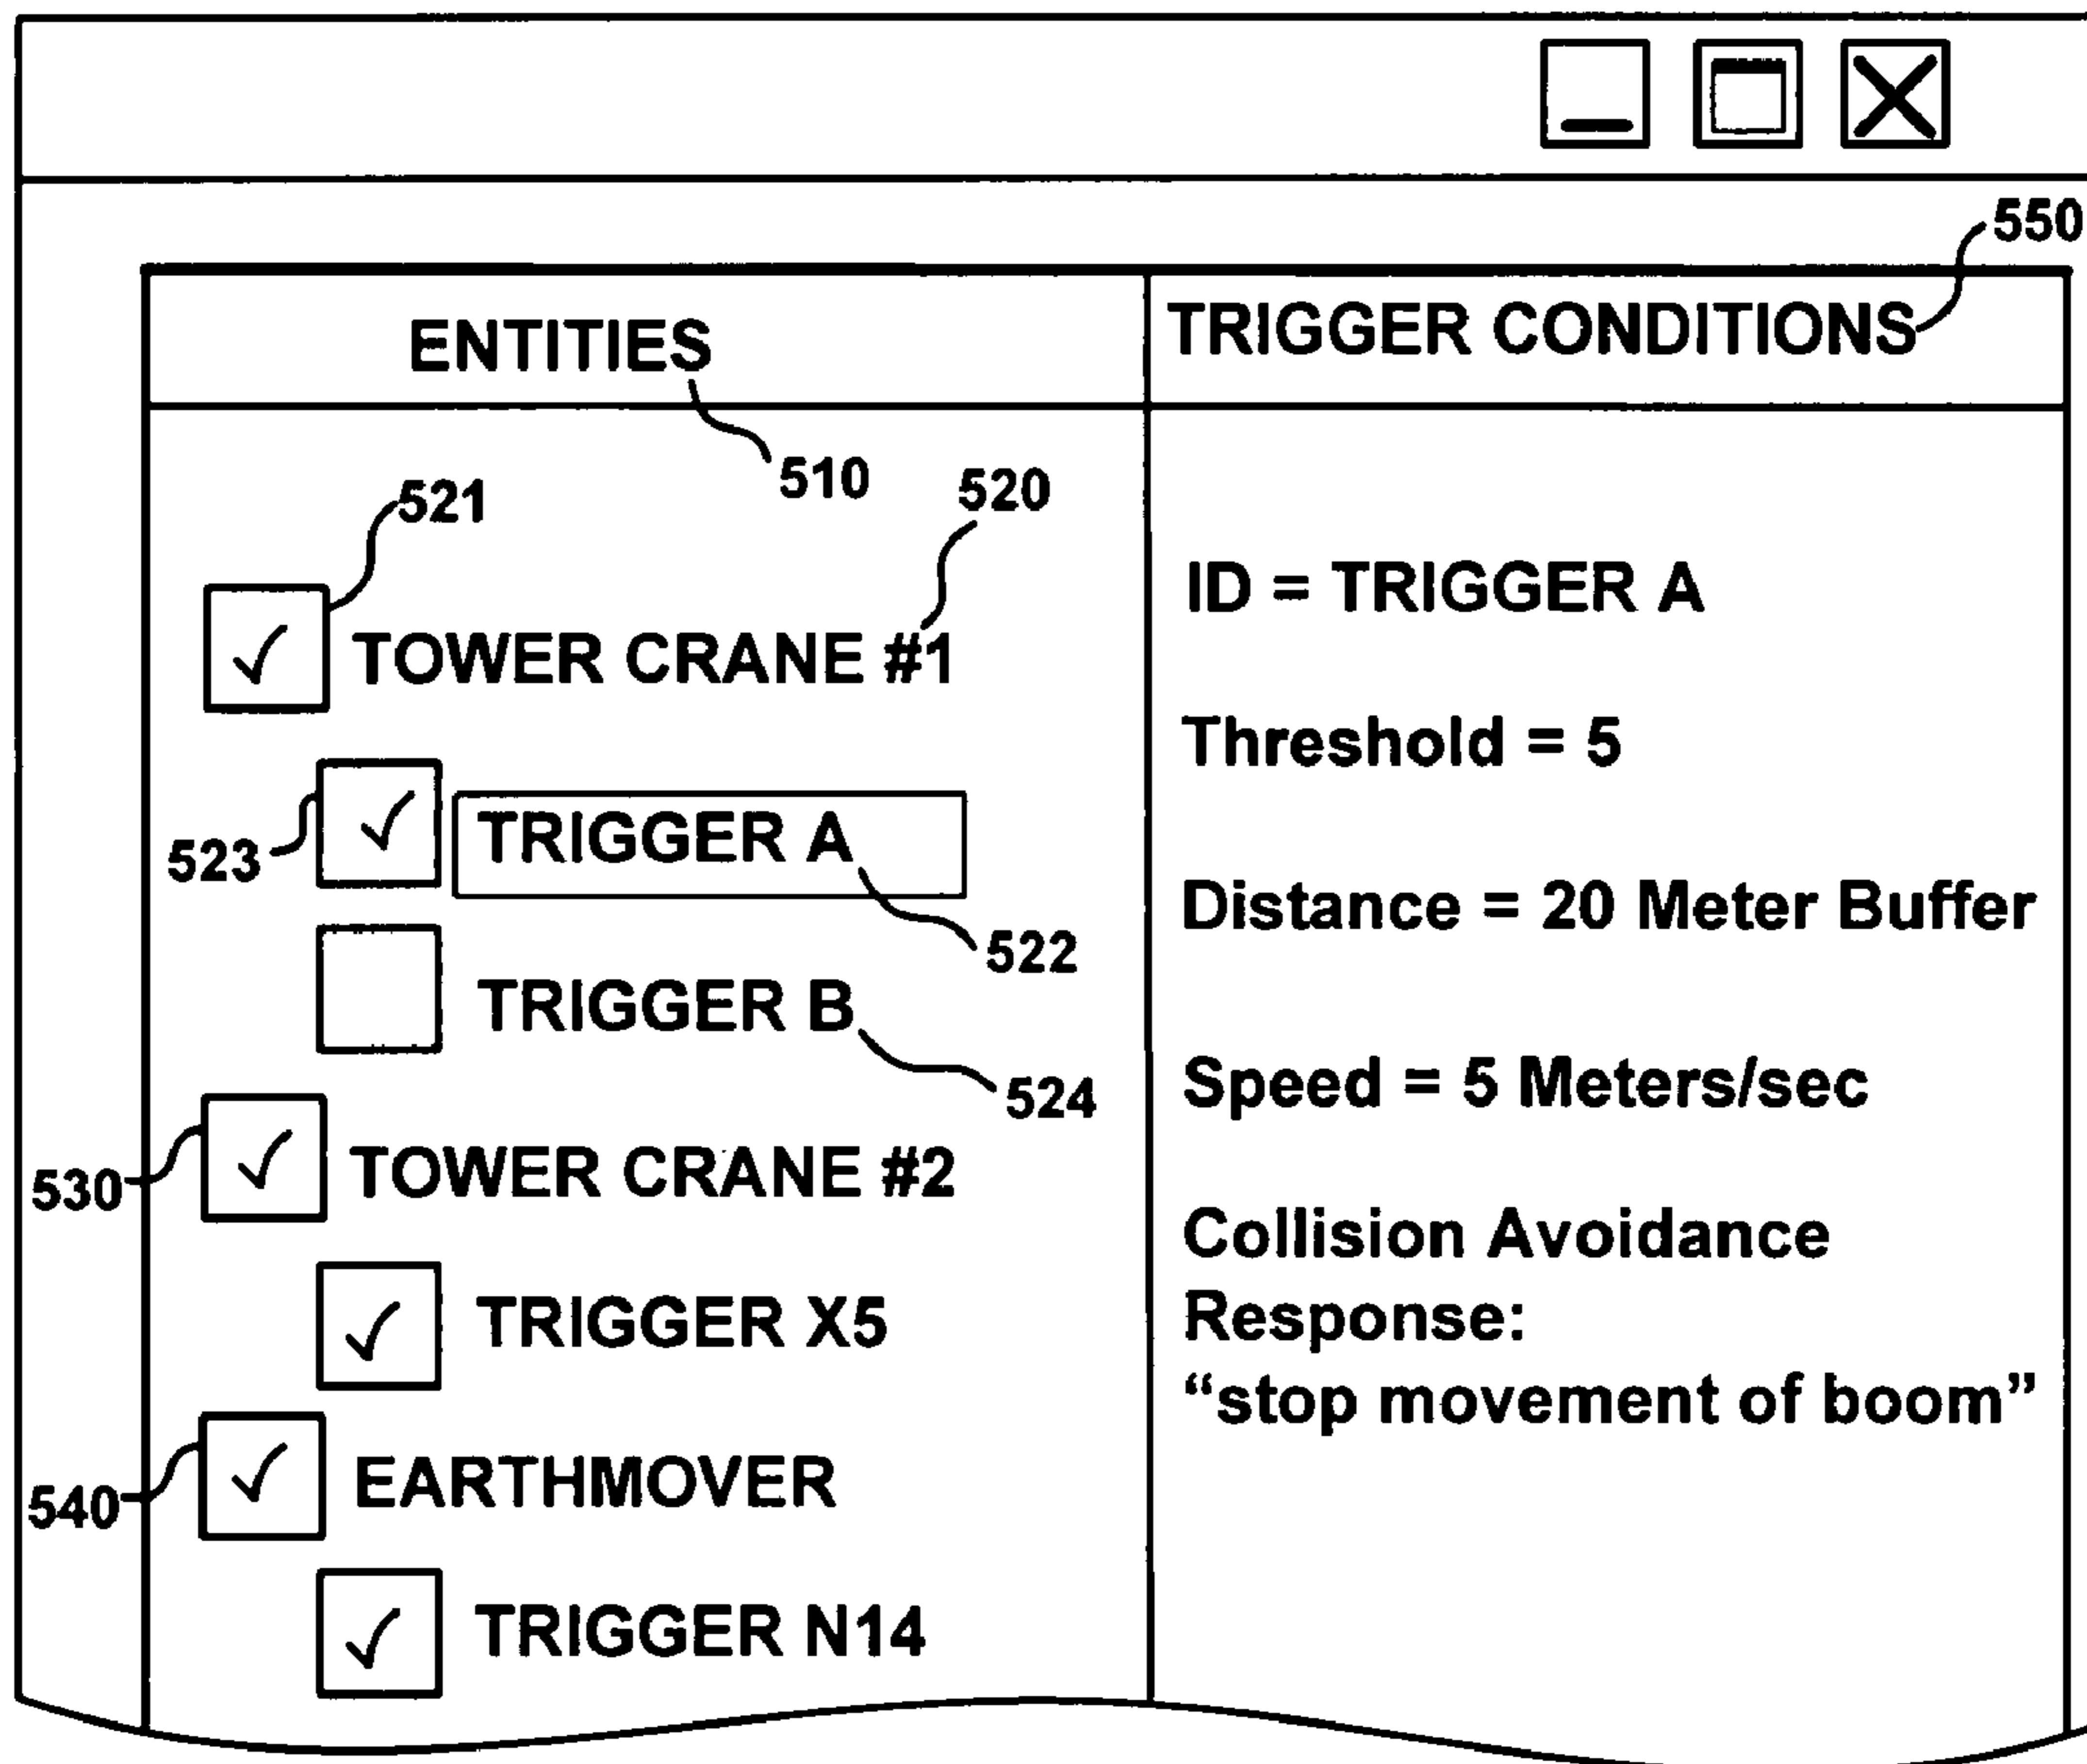 550
ENTITIES
TRIGGER CONDITIONS
510
520
521
TOWER CRANE #1
523
TRIGGER A
522
TRIGGER B
524
530
TOWER CRANE #2
TRIGGER X5
540
EARTHMOVER
TRIGGER N14
ID = TRIGGER A
Threshold = 5
Distance = 20 Meter Buffer
Speed = 5 Meters/sec
Collision Avoidance
Response:
“stop movement of boom”